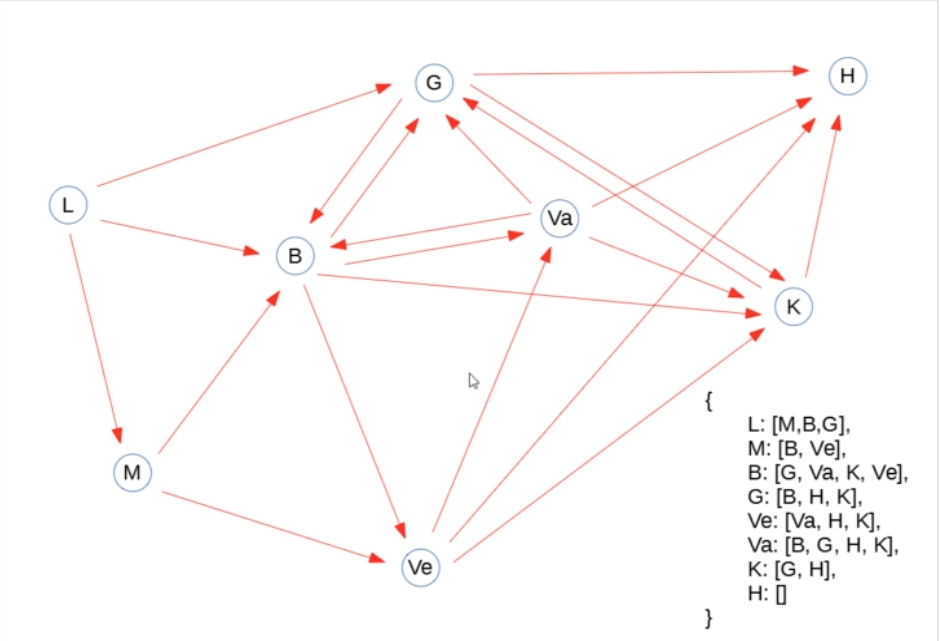 G
H
L
Va
B
K
M
Ve
{
L: [M,B,G],
M: [B, Ve],
B: [G, Va, K, Ve],
G: [B, H, K],
Ve: [Va, H, K],
Va: [B, G, H, K],
K: [G, H],
H: []
}